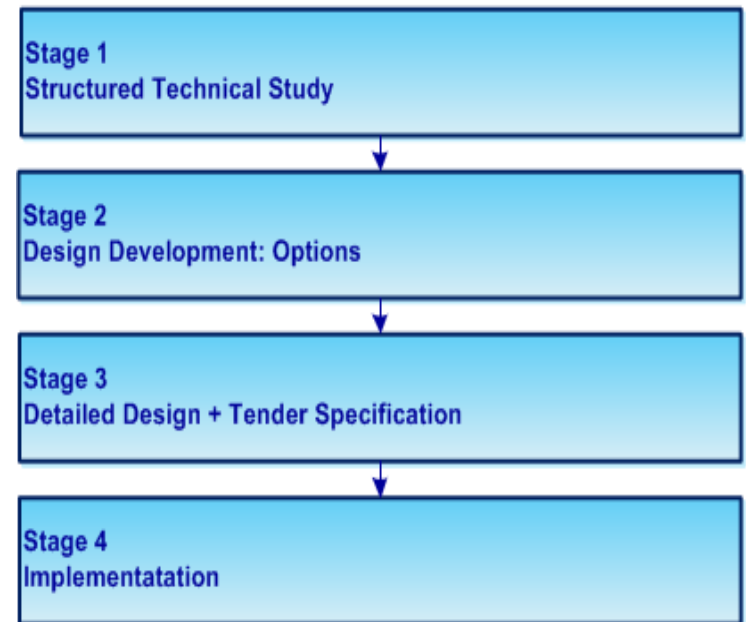 Stage 1
Structured Technical Study
Stage 2
Design Development: Options
Stage 3
Detailed Design + Tender Specification
Stage 4
Implementatation